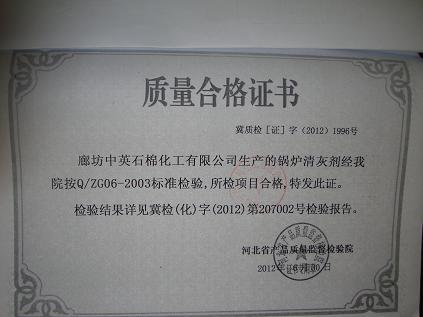 质量合格证书
冀质检［证］字（2012）1996号
廊坊中英石棉化工有限公司生产的锅炉清灰剂经我
院按Q/ZG06-2003标准检验，所检项目合格，特发此证。
检验结果详见冀检(化)字(2012)第207002号检验报告。
河北省产品质量监督检验院
2012年6月
日